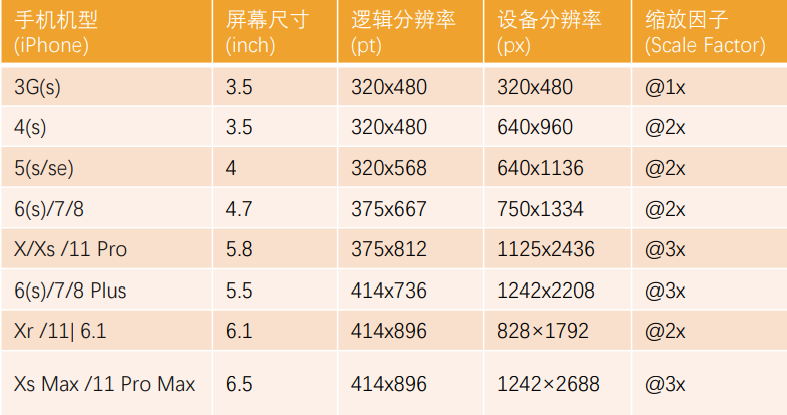 手机机型 屏幕尺寸 逻辑分辨率 设备分辨率 缩放因子
(iPhone) (inch) (pt) (px) (Scale Factor)
3G(s) 3.5 320x480 320x480 @1x
4(s) 3.5 320x480 640x960 @2x
5(s/se) 4 320x568 640x1136 @2x
6(s)/7/8 4.7 375x667 750x1334 @2x
X/Xs /11 Pro 5.8 375x812 1125x2436 @3x
6(s)/7/8 Plus 5.5 414x736 1242x2208 @3x
Xr /11| 6.1 6.1 414x896 828×1792 @2x
Xs Max /11 Pro Max 6.5 414x896 1242×2688 @3x